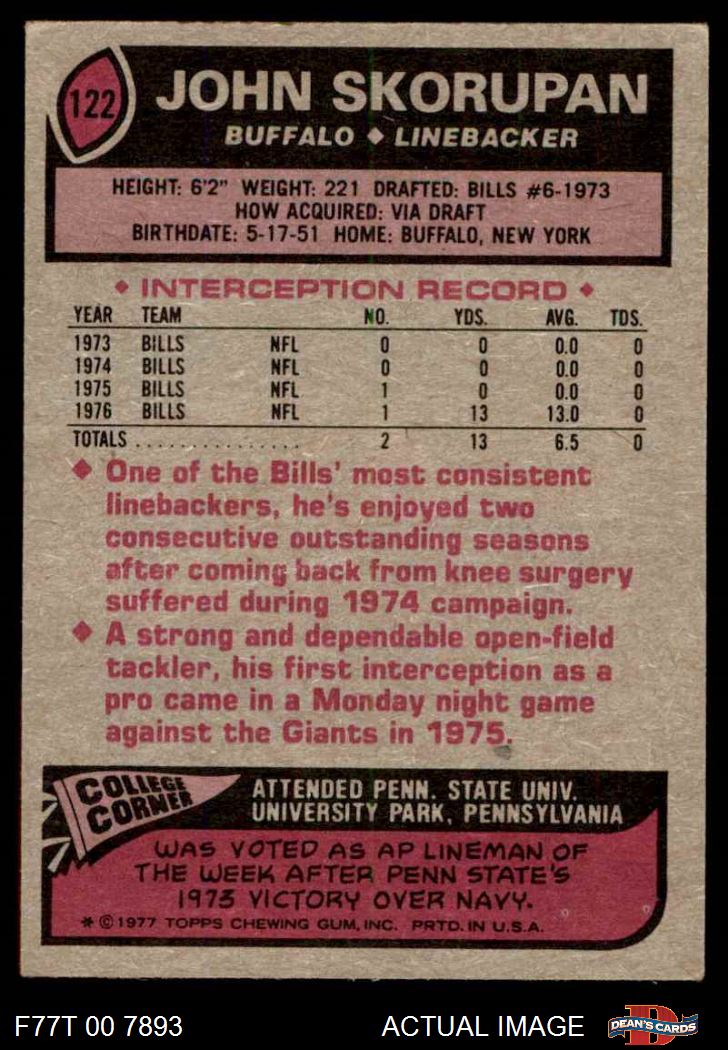 122
JOHN SKORUPAN
BUFFALO ◆ LINEBACKER
HEIGHT: 6'2" WEIGHT: 221 DRAFTED: BILLS #6-1973
HOW ACQUIRED: VIA DRAFT
BIRTHDATE: 5-17-51 HOME: BUFFALO, NEW YORK
◆ INTERCEPTION RECORD ◆
YEAR TEAM NO. YDS. AVG. TDS.
1973 BILLS NFL 0 0 0.0 0
1974 BILLS NFL 0 0 0.0 0
1975 BILLS NFL 1 0 0.0 0
1976 BILLS NFL 1 13 13.0 0
TOTALS . . . . . . . . . . . . . . . 2 13 6.5 0
◆ One of the Bills' most consistent
linebackers, he's enjoyed two
consecutive outstanding seasons
after coming back from knee surgery
suffered during 1974 campaign.
◆ A strong and dependable open-field
tackler, his first interception as a
pro came in a Monday night game
against the Giants in 1975.
COLLEGE
CORNER
ATTENDED PENN. STATE UNIV.
UNIVERSITY PARK, PENNSYLVANIA
WAS VOTED AS AP LINEMAN OF
THE WEEK AFTER PENN STATE'S
1973 VICTORY OVER NAVY.
* © 1977 TOPPS CHEWING GUM, INC. PRTD. IN U.S.A.
F77T 00 7893
ACTUAL IMAGE
D
DEAN'S CARDS